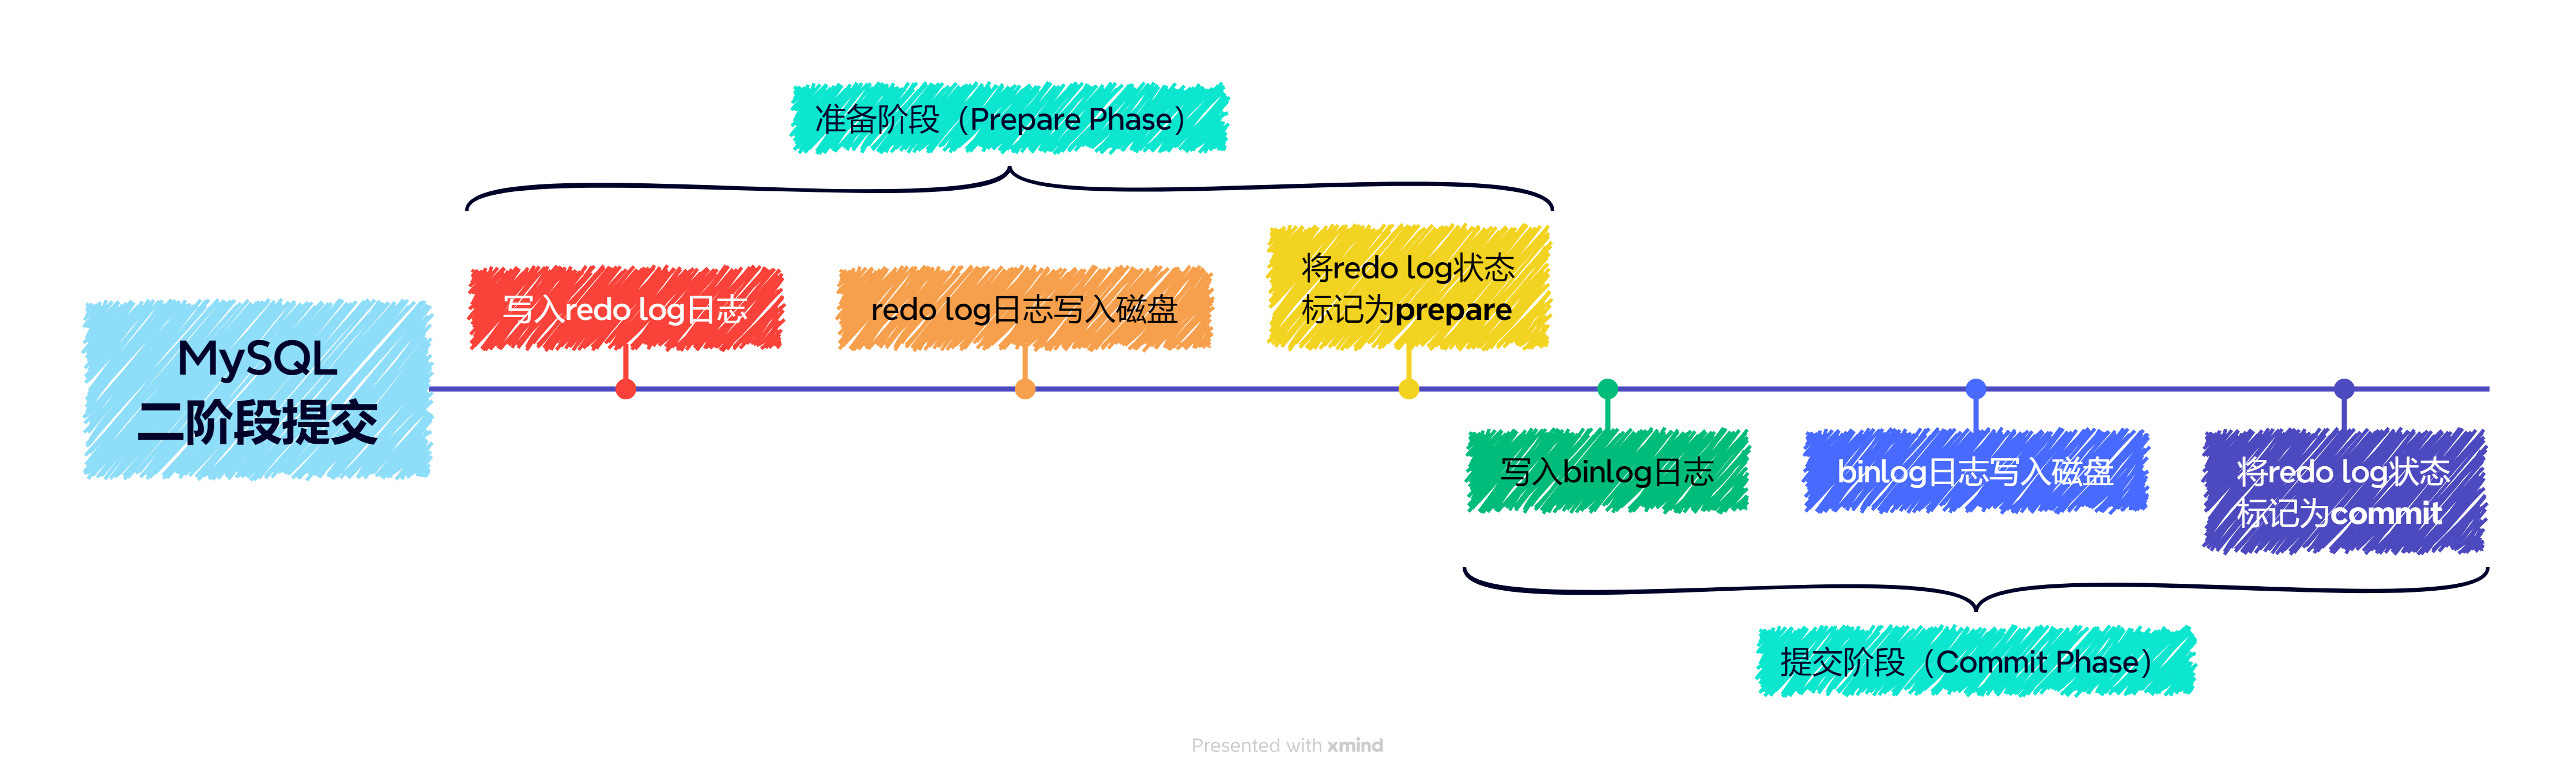 准备阶段（Prepare Phase）
写入redo log日志
redo log日志写入磁盘
将redo log状态
标记为prepare
MySQL
二阶段提交
写入binlog日志
binlog日志写入磁盘
将redo log状态
标记为commit
提交阶段（Commit Phase）
Presented with xmind